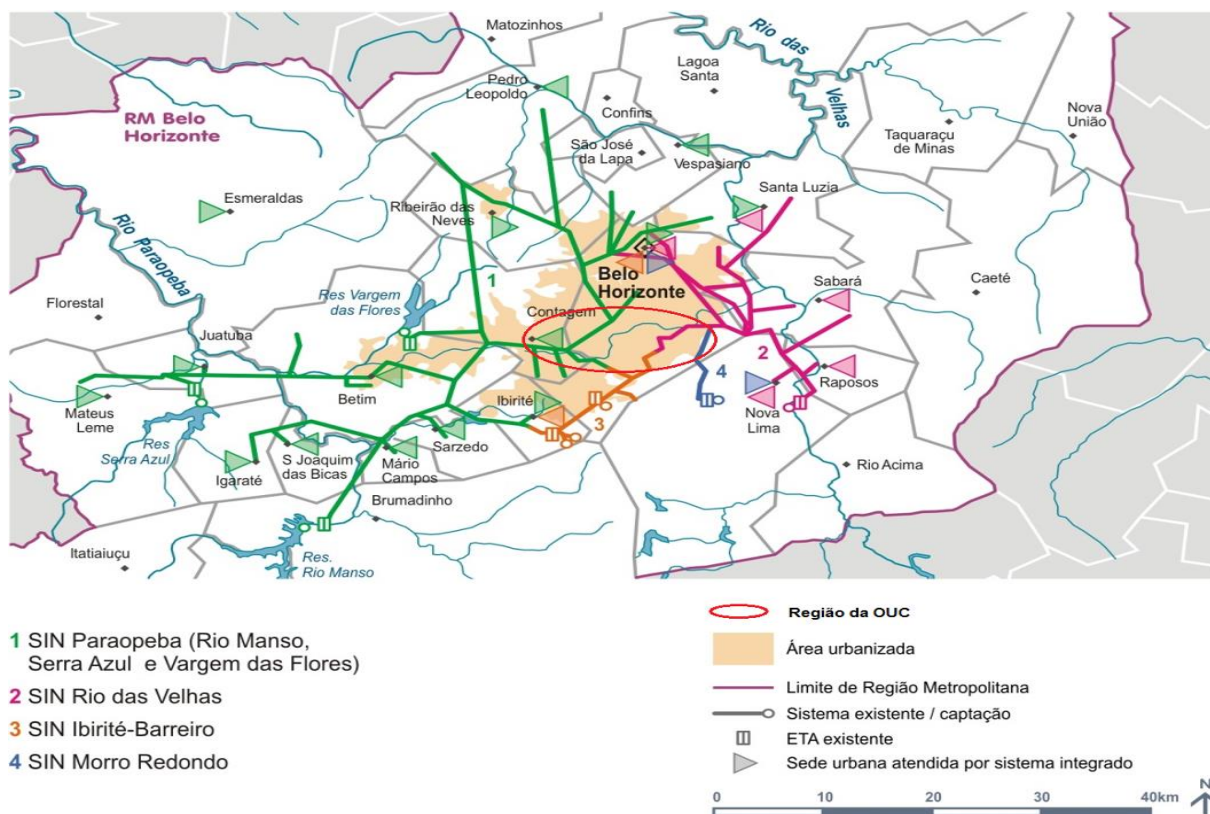 Matozinhos
Rio das
Velhas
Lagoa
Santa
Pedro
Leopoldo
Confins
Nova
União
RM Belo
Horizonte
Taquaraçu
de Minas
São José
da Lapa
Vespasiano
Esmeraldas
Santa Luzia
Ribeirão das
Neves
Rio Paraopeba
1
Belo
Horizonte
Res Vargem
das Flores
Sabará
Caeté
Florestal
Contagem
Juatuba
2
4
Raposos
Betim
Ibirité
Mateus
Leme
3
Nova
Lima
Res
Serra Azul
Sarzedo
Igaraté
S Joaquim
das Bicas
Mário
Campos
Rio Acima
Brumadinho
Itatiaiuçu
Res.
Rio Manso
1 SIN Paraopeba (Rio Manso,
Serra Azul e Vargem das Flores)
2 SIN Rio das Velhas
3 SIN Ibirité-Barreiro
4 SIN Morro Redondo
Região da OUC
Área urbanizada
Limite de Região Metropolitana
Sistema existente / captação
ETA existente
Sede urbana atendida por sistema integrado
0 10 20 30 40km
N